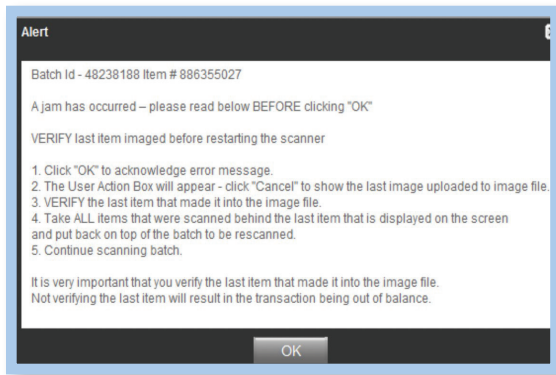 Alert
Batch Id - 48238188 Item # 886355027
A jam has occurred – please read below BEFORE clicking "OK"
VERIFY last item imaged before restarting the scanner
1. Click "OK" to acknowledge error message.
2. The User Action Box will appear - click "Cancel" to show the last image uploaded to image file.
3. VERIFY the last item that made it into the image file.
4. Take ALL items that were scanned behind the last item that is displayed on the screen
and put back on top of the batch to be rescanned.
5. Continue scanning batch.
It is very important that you verify the last item that made it into the image file.
Not verifying the last item will result in the transaction being out of balance.
OK